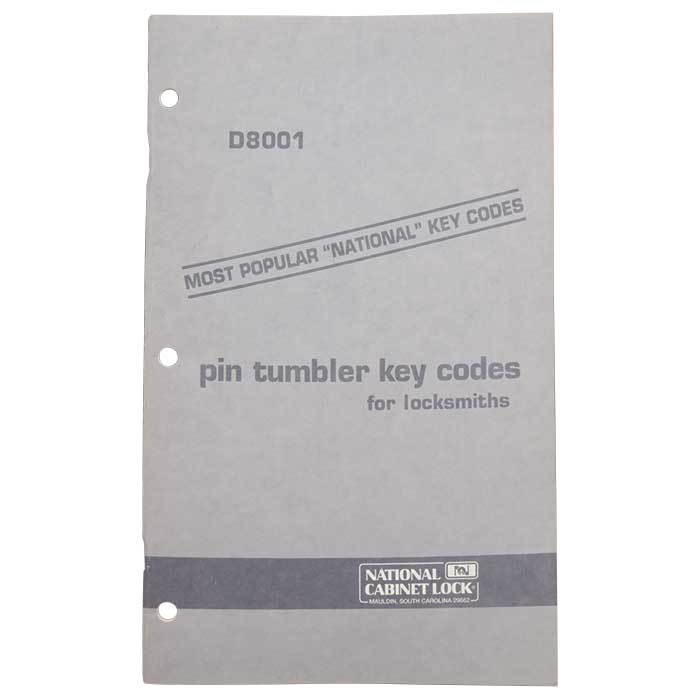 D8001
MOST POPULAR "NATIONAL" KEY CODES
pin tumbler key codes
for locksmiths
NATIONAL
CABINET LOCK®
MAULDIN, SOUTH CAROLINA 29662